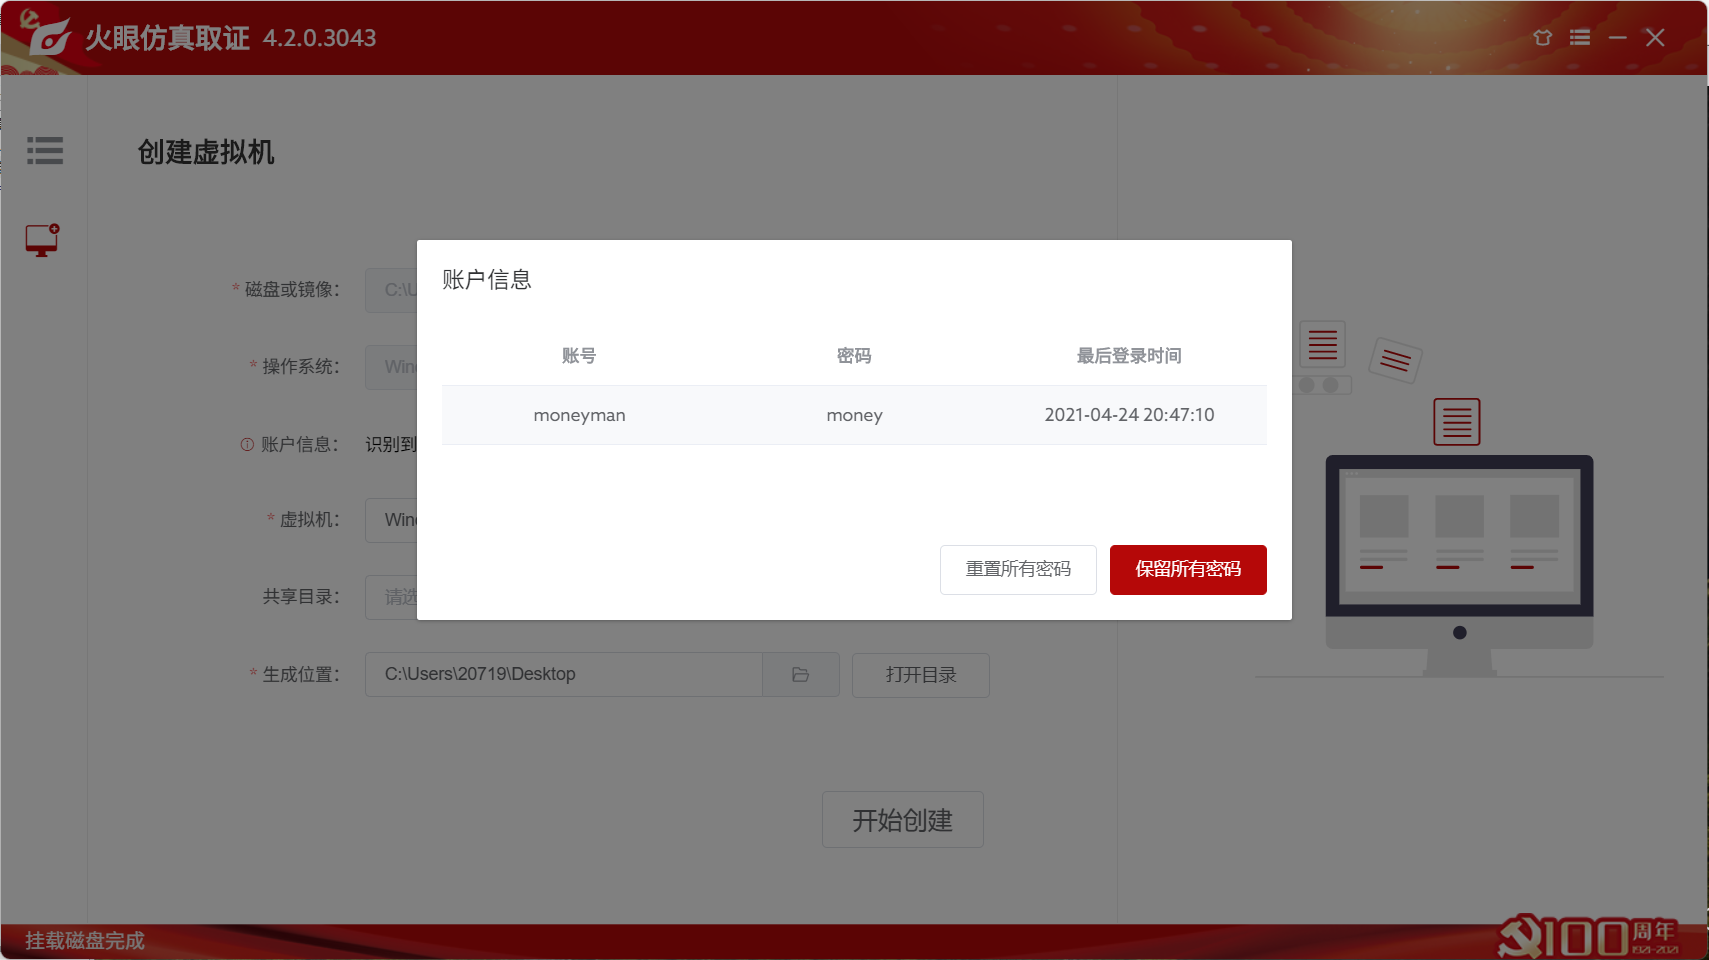 火眼仿真取证 4.2.0.3043
创建虚拟机
* 磁盘或镜像： C:\U
* 操作系统： Wind
账户信息： 识别到
* 虚拟机： Wind
共享目录： 请选
* 生成位置： C:\Users\20719\Desktop 打开目录
账户信息
账号 密码 最后登录时间
moneyman money 2021-04-24 20:47:10
重置所有密码 保留所有密码
开始创建
挂载磁盘完成
100周年
1921-2021